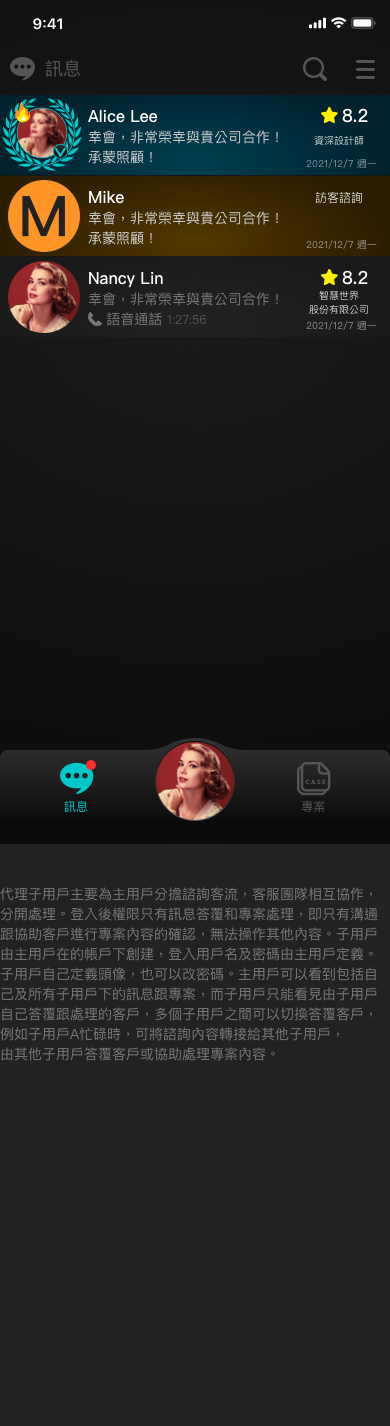 9:41
訊息
Alice Lee
幸會，非常榮幸與貴公司合作！
承蒙照顧！
8.2
資深設計師
2021/12/7 週一
M
Mike
幸會，非常榮幸與貴公司合作！
承蒙照顧！
訪客諮詢
2021/12/7 週一
Nancy Lin
幸會，非常榮幸與貴公司合作！
語音通話 1:27:56
8.2
智慧世界
股份有限公司
2021/12/7 週一
訊息
CASE
專案
代理子用戶主要為主用戶分擔諮詢客流，客服團隊相互協作，
分開處理。登入後權限只有訊息答覆和專案處理，即只有溝通
跟協助客戶進行專案內容的確認，無法操作其他內容。子用戶
由主用戶在的帳戶下創建，登入用戶名及密碼由主用戶定義。
子用戶自己定義頭像，也可以改密碼。主用戶可以看到包括自
己及所有子用戶下的訊息跟專案，而子用戶只能看見由子用戶
自己答覆跟處理的客戶，多個子用戶之間可以切換答覆客戶，
例如子用戶A忙碌時，可將諮詢內容轉接給其他子用戶，
由其他子用戶答覆客戶或協助處理專案內容。